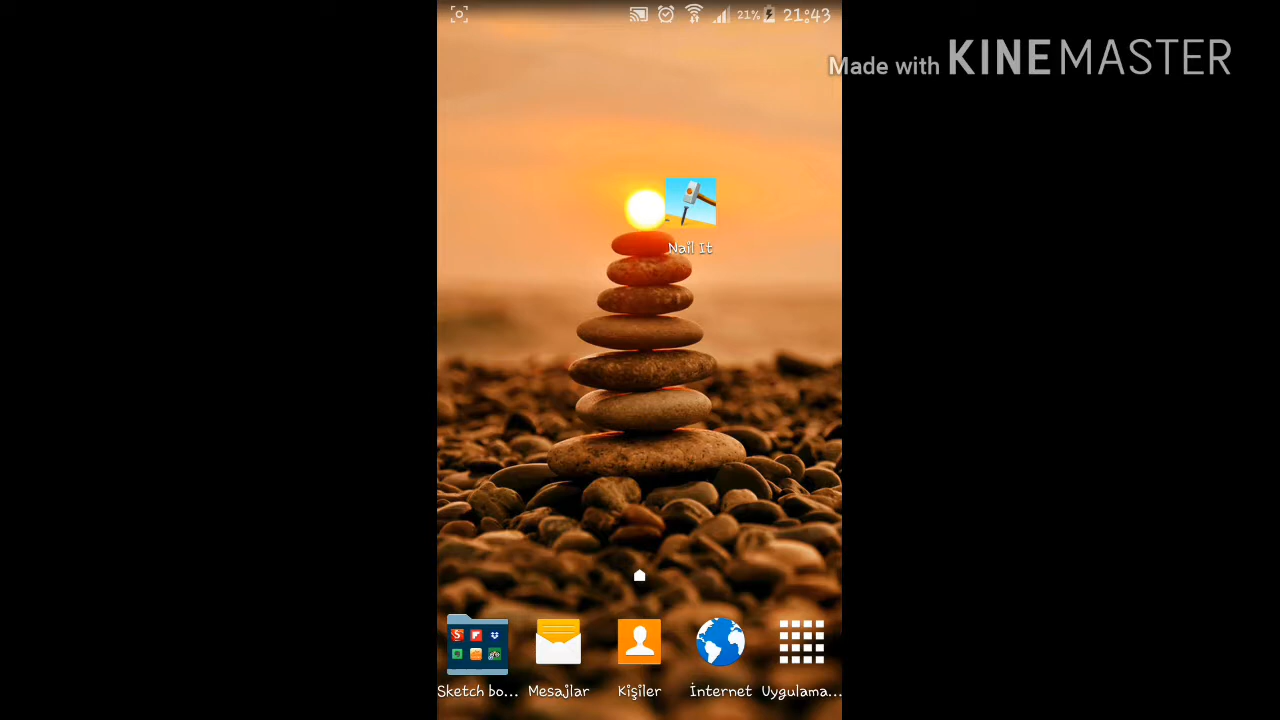 21% 21:43
Made with KINEMASTER
Nail It
Sketch bo... Mesajlar Kişiler İnternet Uygulama...